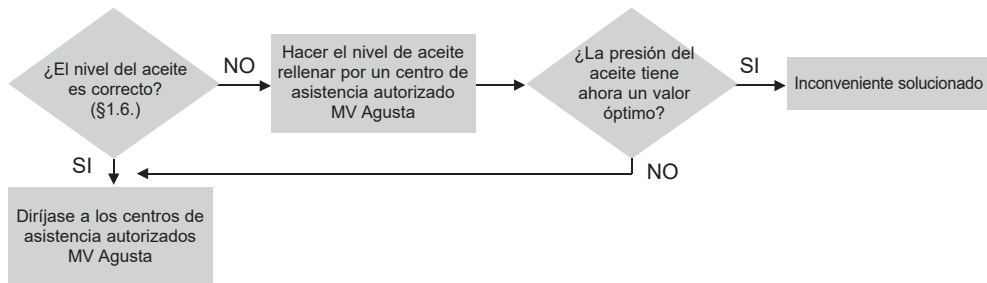 ¿El nivel del aceite
es correcto?
(§1.6.)
NO
Hacer el nivel de aceite
rellenar por un centro de
asistencia autorizado
MV Agusta
¿La presión del
aceite tiene
ahora un valor
óptimo?
SI
Inconveniente solucionado
SI
NO
Diríjase a los centros de
asistencia autorizados
MV Agusta